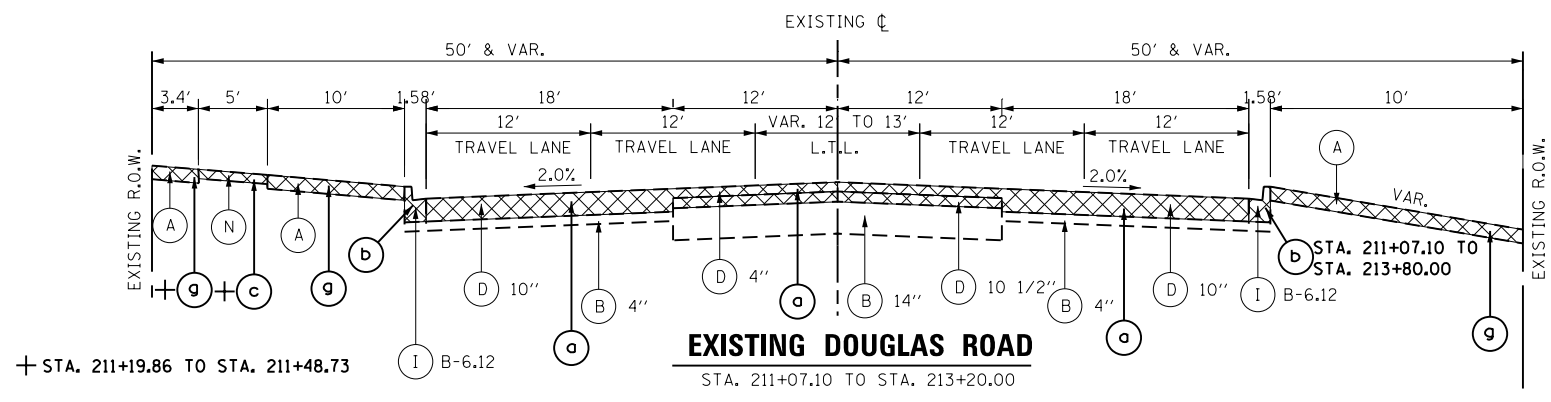 EXISTING ℄
50' & VAR. 50' & VAR.
3.4' 5' 10' 1.58' 18' 12' 12' 18' 1.58' 10'
12' 12' VAR. 12' TO 13' 12' 12'
TRAVEL LANE TRAVEL LANE L.T.L. TRAVEL LANE TRAVEL LANE
EXISTING R.O.W.
EXISTING R.O.W.
2.0% 2.0%
A
VAR.
A N A
b
b STA. 211+07.10 TO
STA. 213+80.00
+ g + c g
D 10" B 4" D 4" a B 14" D 10 1/2" B 4" D 10" I B-6.12
a a g
EXISTING DOUGLAS ROAD
STA. 211+07.10 TO STA. 213+20.00
+ STA. 211+19.86 TO STA. 211+48.73
I B-6.12